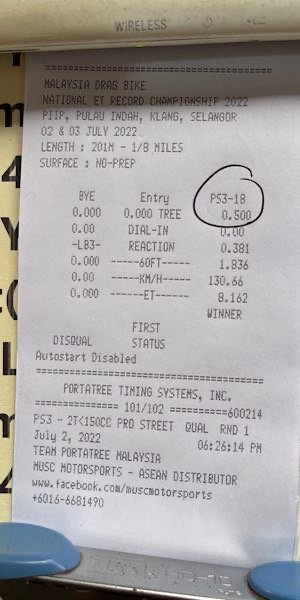 WiRELESS
==========================================
MALAYSIA DRAG BIKE
NATIONAL ET RECORD CHAMPIONSHIP 2022
PIIP, PULAU INDAH, KLANG, SELANGOR
02 & 03 JULY 2022
LENGTH : 201M - 1/8 MILES
SURFACE : NO-PREP
BYE Entry PS3-18
0.000 0.000 TREE 0.500
0.00 DIAL-IN 0.00
-LB3- REACTION 0.381
0.000 -----60FT----- 1.836
0.00 -----KM/H----- 130.66
0.000 ------ET------ 8.162
WINNER
FIRST
DISQUAL STATUS
Autostart Disabled
==========================================
PORTATREE TIMING SYSTEMS, INC.
=============== 101/102 ==========600214
PS3 - 2T<150CC PRO STREET QUAL RND 1
July 2, 2022 06:26:14 PM
TEAM PORTATREE MALAYSIA
MUSC MOTORSPORTS - ASEAN DISTRIBUTOR
www.facebook.com/muscmotorsports
+6016-6681490